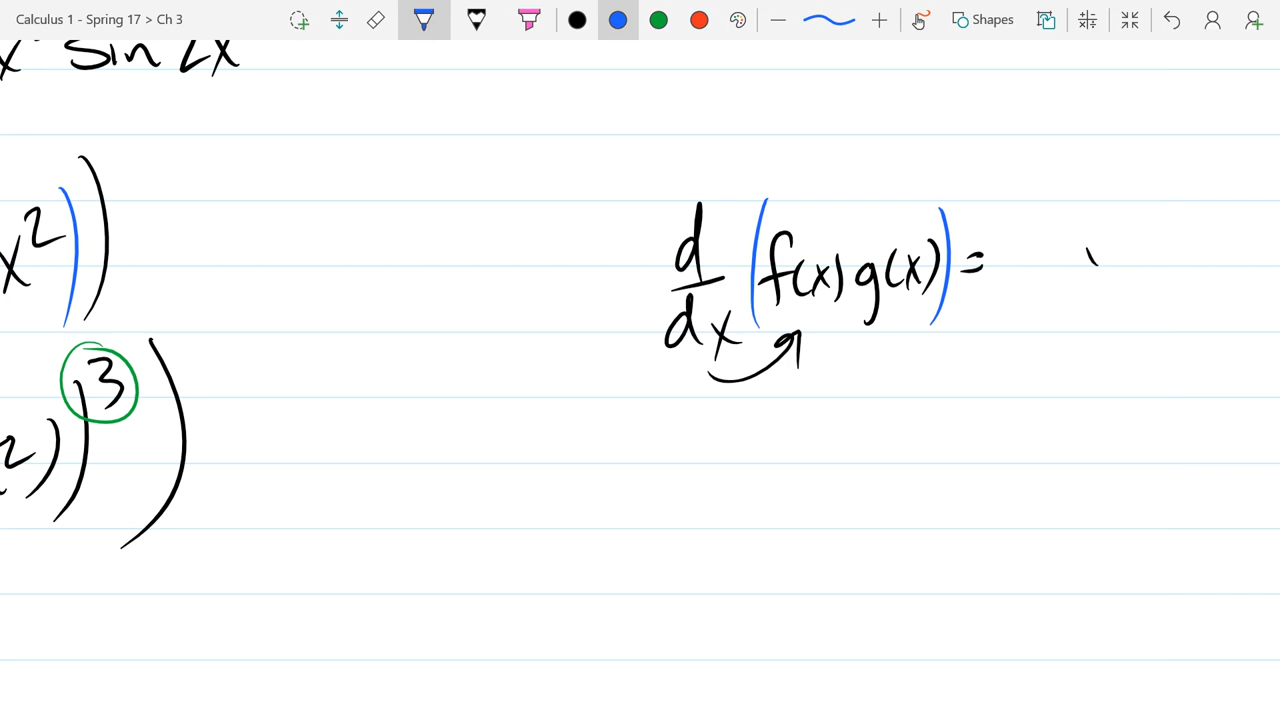 Calculus 1 - Spring 17 > Ch 3
Shapes
x sin 2x
x²))
d/dx (f(x) g(x)) =
2))³)